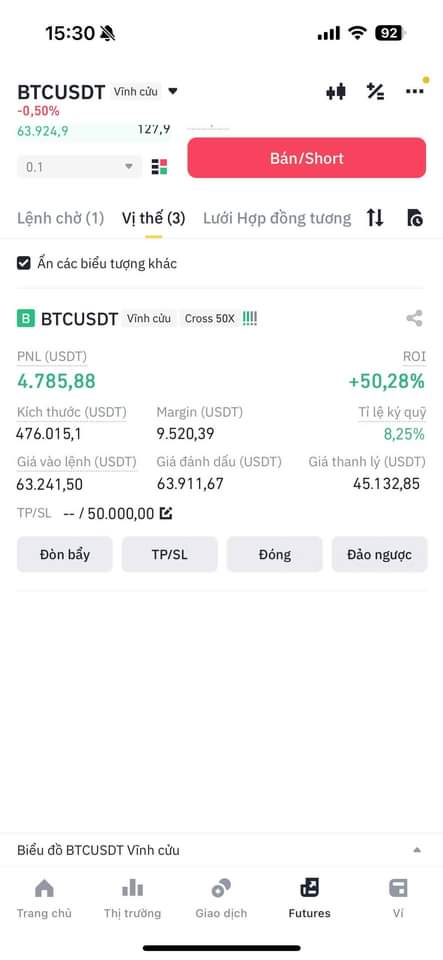 15:30
92
BTCUSDT Vĩnh cửu
-0,50%
63.924,9 127,9
0.1
Bán/Short
Lệnh chờ (1) Vị thế (3) Lưới Hợp đồng tương
Ẩn các biểu tượng khác
B BTCUSDT Vĩnh cửu Cross 50X
PNL (USDT) ROI
4.785,88 +50,28%
Kích thước (USDT) Margin (USDT) Tỉ lệ ký quỹ
476.015,1 9.520,39 8,25%
Giá vào lệnh (USDT) Giá đánh dấu (USDT) Giá thanh lý (USDT)
63.241,50 63.911,67 45.132,85
TP/SL -- / 50.000,00
Đòn bẩy TP/SL Đóng Đảo ngược
Biểu đồ BTCUSDT Vĩnh cửu
Trang chủ Thị trường Giao dịch Futures Ví